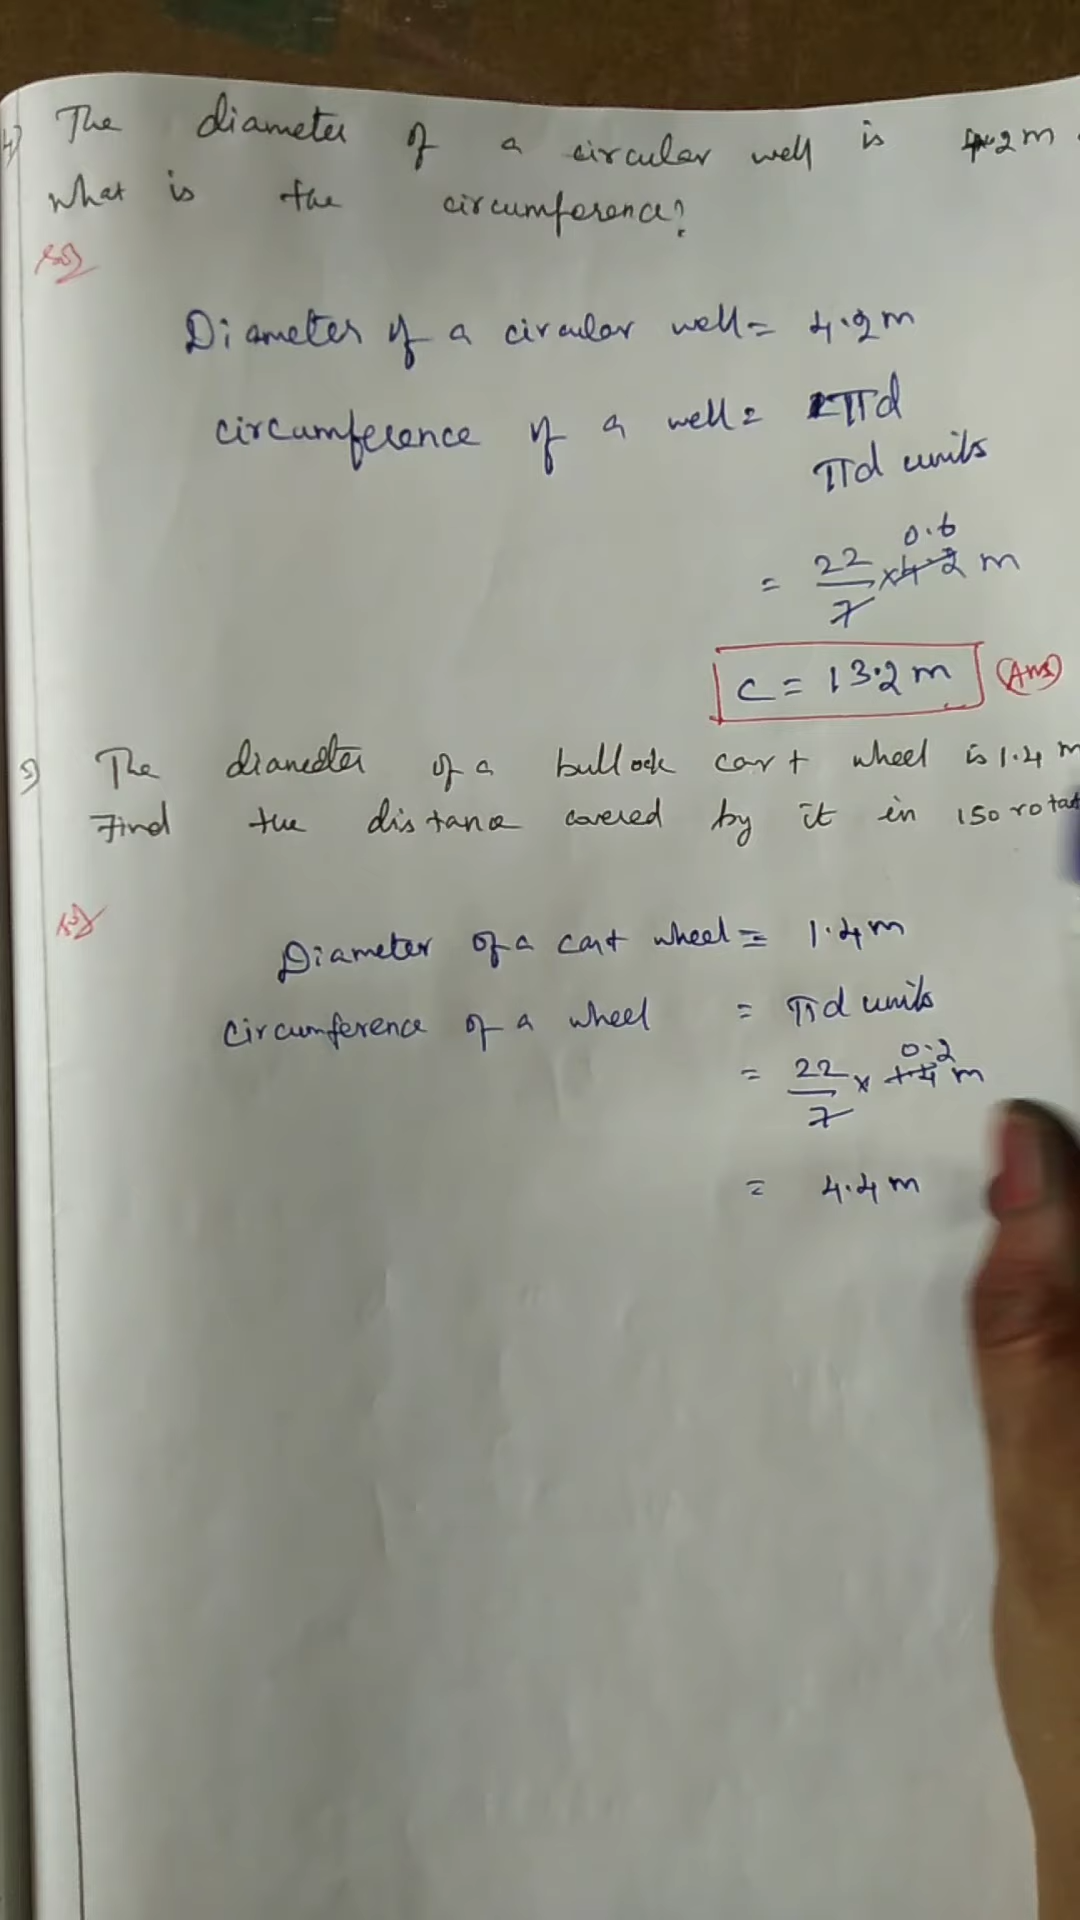 4) The diameter of a circular well is 4.2m.
what is the circumference?
Sol
Diameter of a circular well = 4.2m
circumference of a well = πd
πd units
0.6
= 22/7 × 4.2 m
C = 13.2 m (Ans)
5) The diameter of a bullock cart wheel is 1.4 m
Find the distance covered by it in 150 rotat
Sol
Diameter of a cart wheel = 1.4m
Circumference of a wheel = πd units
0.2
= 22/7 × 1.4 m
= 4.4m